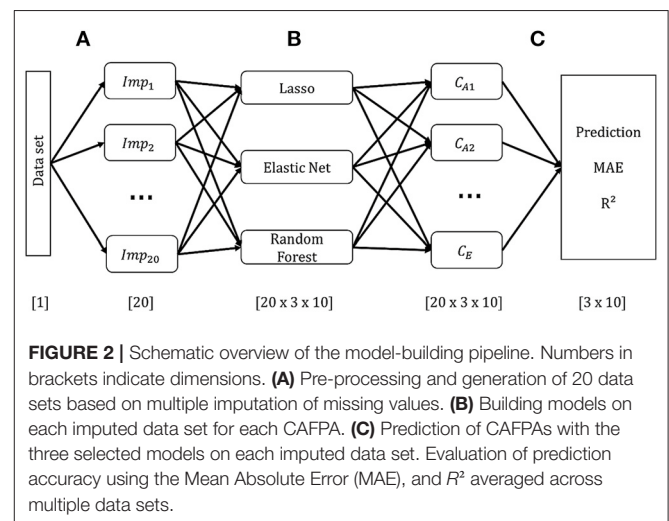 A B C
Data set
Imp₁
Imp₂
...
Imp₂₀
Lasso
Elastic Net
Random
Forest
C_A1
C_A2
...
C_E
Prediction
MAE
R²
[1] [20] [20 x 3 x 10] [20 x 3 x 10] [3 x 10]
FIGURE 2 | Schematic overview of the model-building pipeline. Numbers in
brackets indicate dimensions. (A) Pre-processing and generation of 20 data
sets based on multiple imputation of missing values. (B) Building models on
each imputed data set for each CAFPA. (C) Prediction of CAFPAs with the
three selected models on each imputed data set. Evaluation of prediction
accuracy using the Mean Absolute Error (MAE), and R² averaged across
multiple data sets.